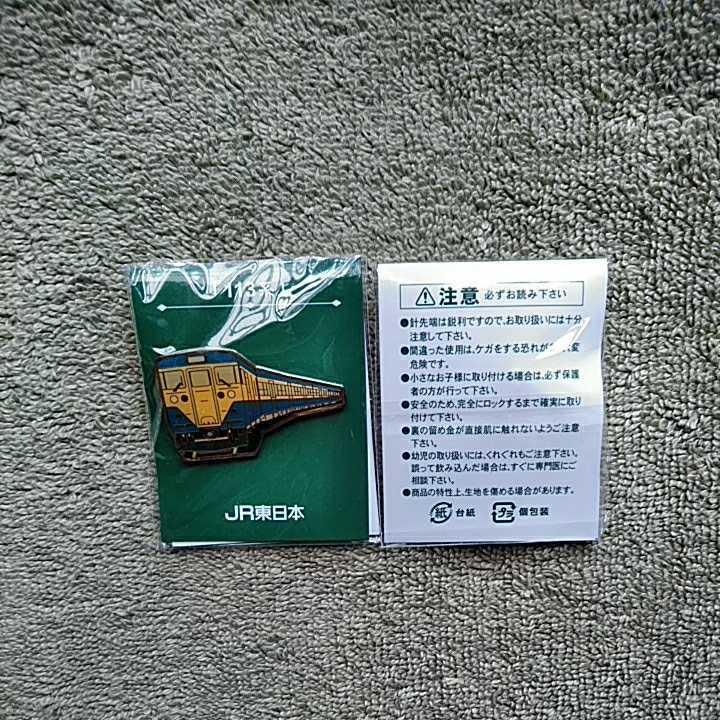 JR東日本
注意 必ずお読み下さい
●針先端は鋭利ですので、お取り扱いには十分
注意して下さい。
●間違った使用は、ケガをする恐れが 変
危険です。
●小さなお子様に取り付ける場合は、必ず保護
者の方が行って下さい。
●安全のため、完全にロックするまで確実に取り
付けて下さい。
●裏の留め金が直接肌に触れないようご注意
下さい。
●幼児の取り扱いには、くれぐれもご注意下さい。
誤って飲み込んだ場合は、すぐに専門医にご
相談下さい。
●商品の特性上、生地を傷める場合があります。
紙 台紙 プラ 個包装